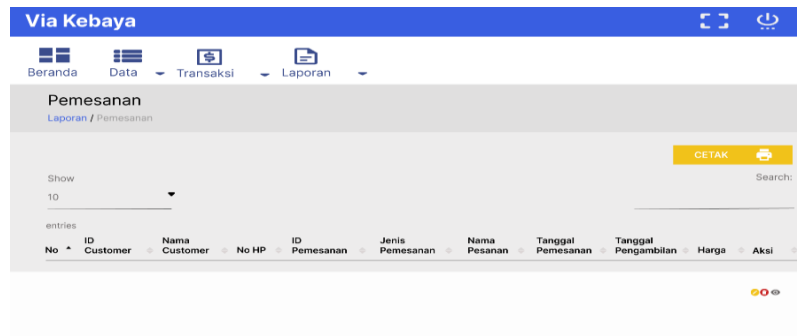 Via Kebaya
Beranda Data Transaksi Laporan
Pemesanan
Laporan / Pemesanan
CETAK
Show
Search:
10
entries
No ID Customer Nama Customer No HP ID Pemesanan Jenis Pemesanan Nama Pesanan Tanggal Pemesanan Tanggal Pengambilan Harga Aksi